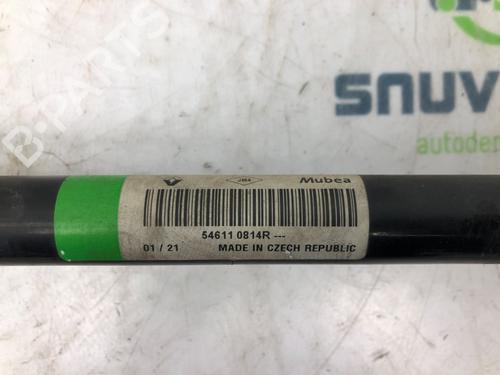 B-PARTS
SNUV
autoder
Mubea
54611 0814R ---
01 / 21 MADE IN CZECH REPUBLIC